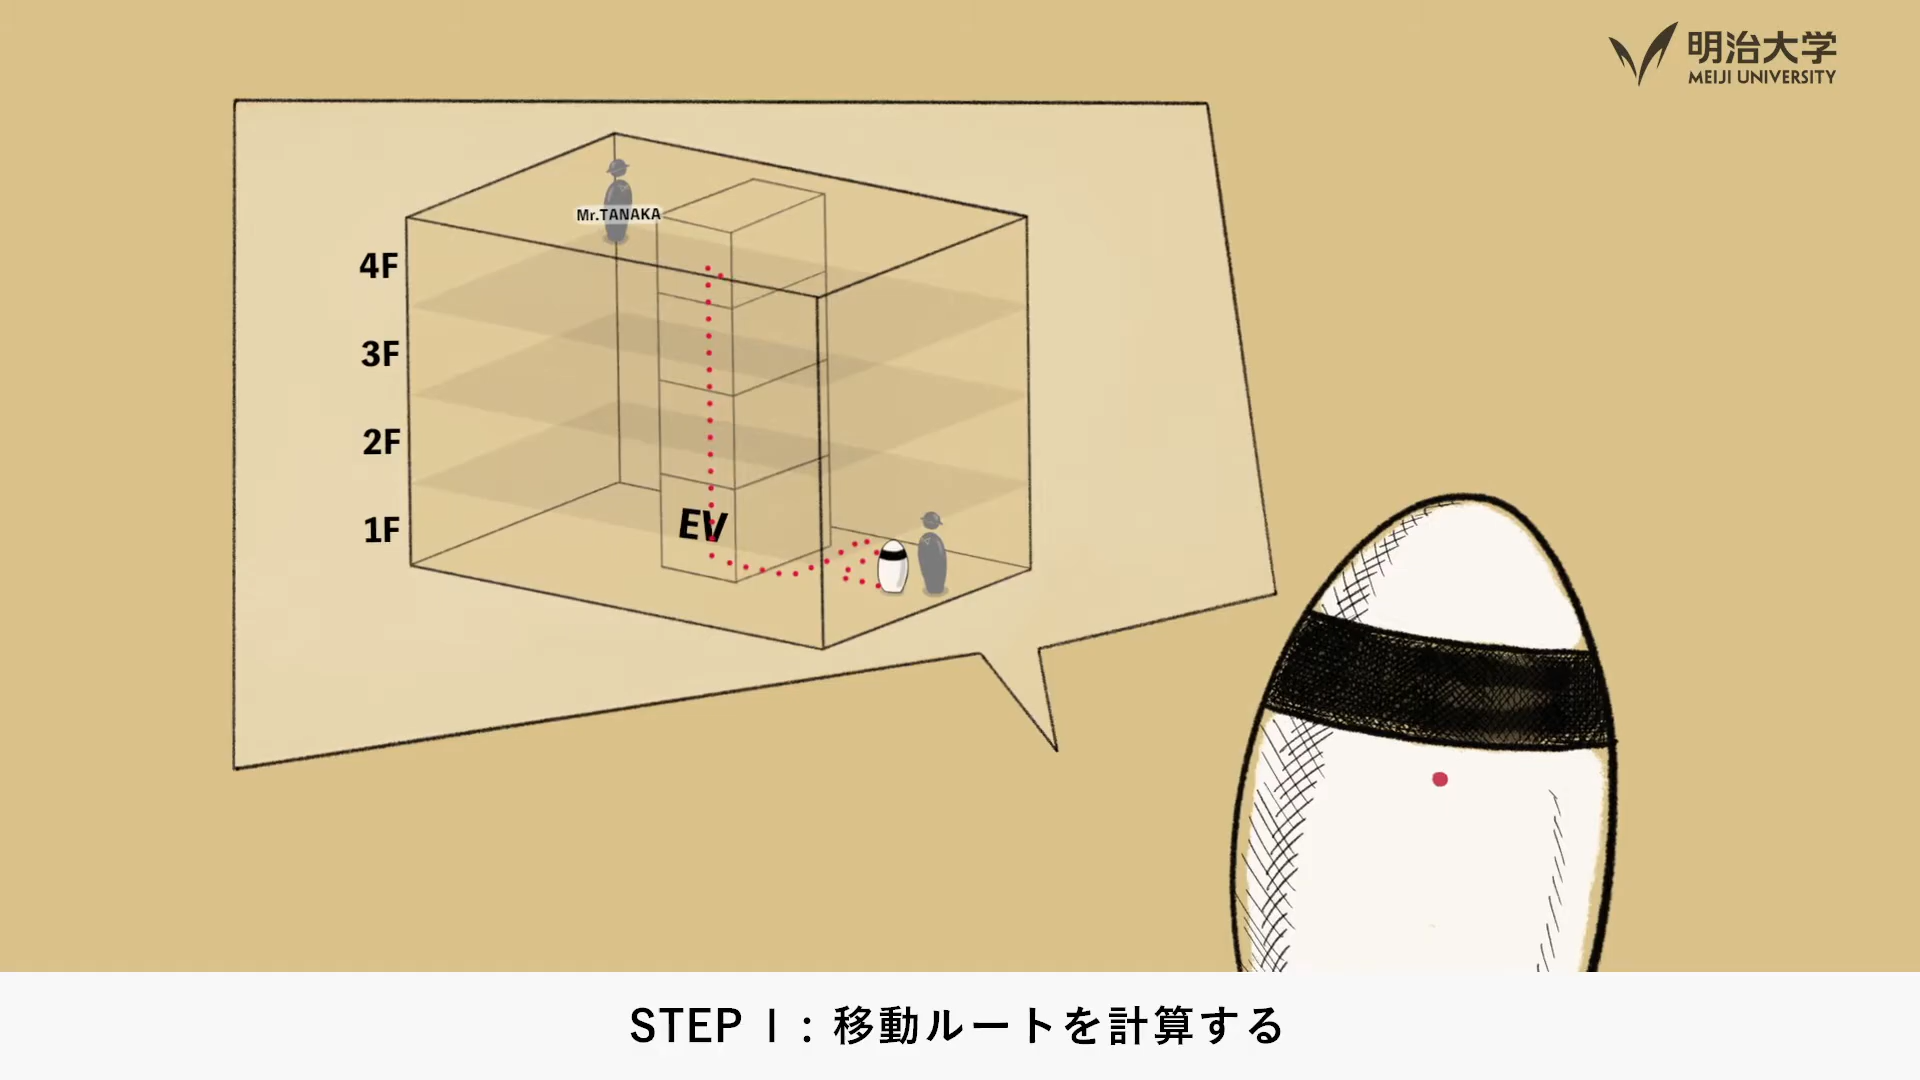 明治大学
MEIJI UNIVERSITY
Mr.TANAKA
4F
3F
2F
1F
EV
STEP 1 : 移動ルートを計算する